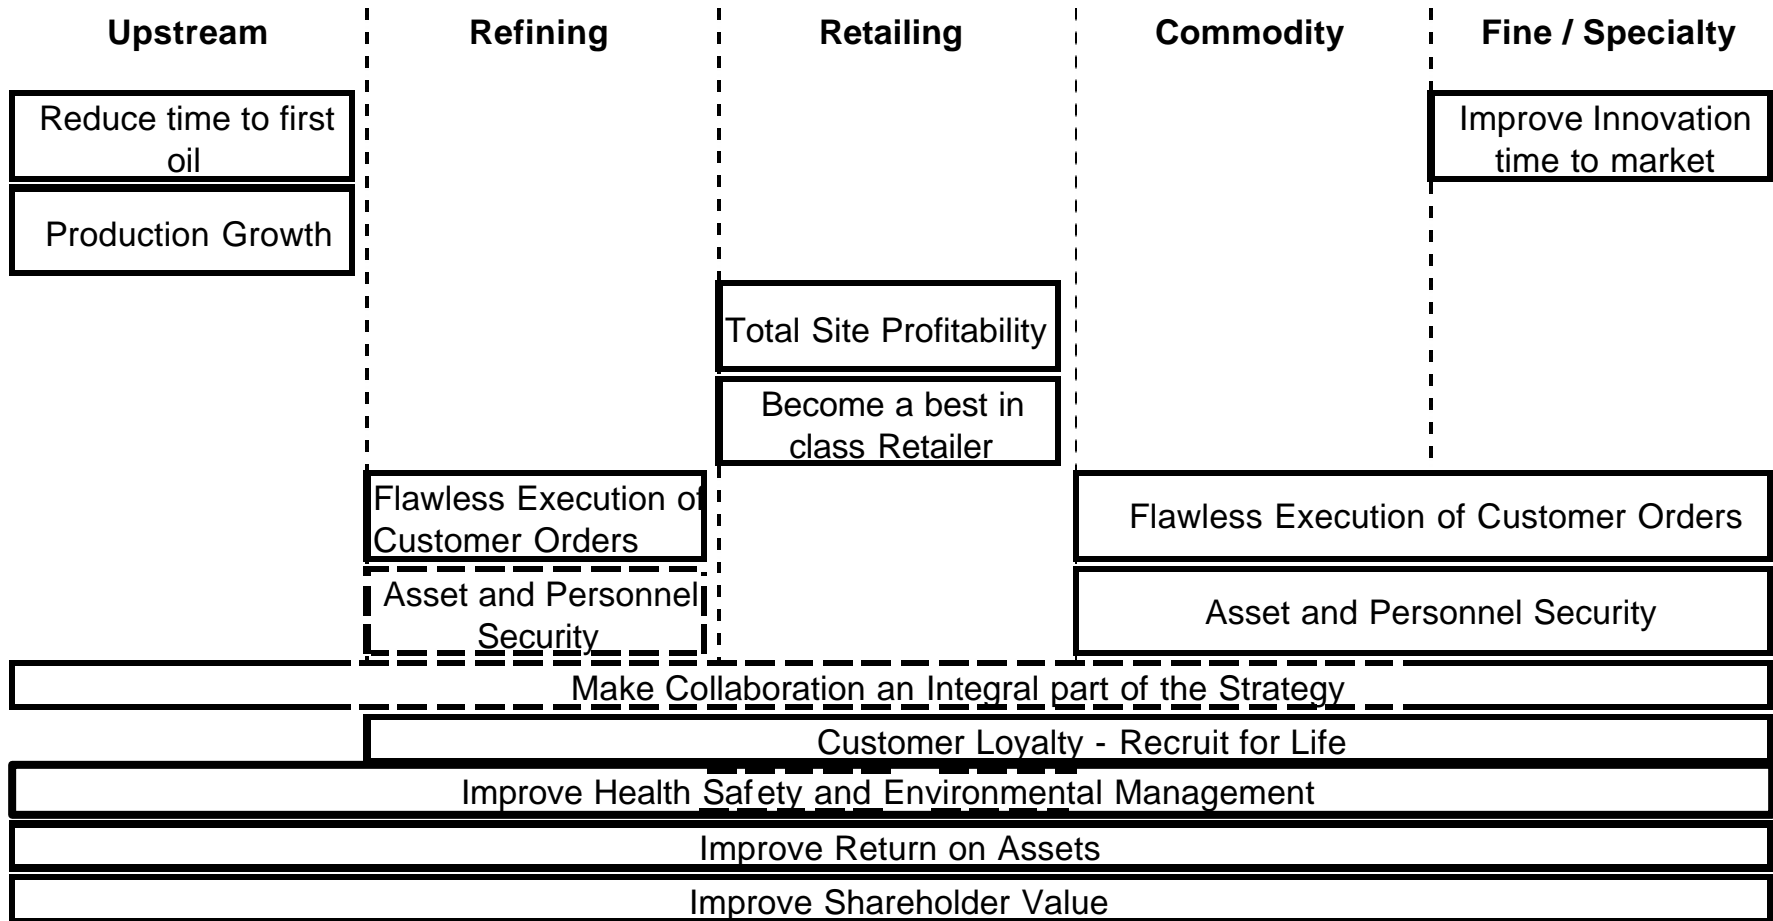 Upstream
Refining
Retailing
Commodity
Fine / Specialty
Reduce time to first
oil
Improve Innovation
time to market
Production Growth
Total Site Profitability
Become a best in
class Retailer
Flawless Execution of
Customer Orders
Flawless Execution of Customer Orders
Asset and Personnel
Security
Asset and Personnel Security
Make Collaboration an Integral part of the Strategy
Customer Loyalty - Recruit for Life
Improve Health Safety and Environmental Management
Improve Return on Assets
Improve Shareholder Value